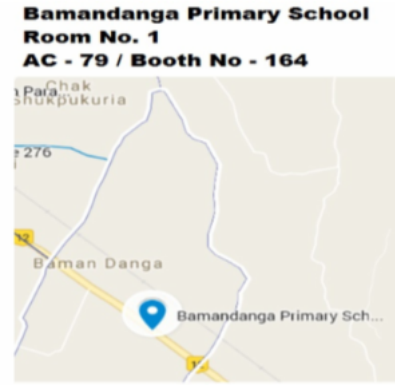 Bamandanga Primary School
Room No. 1
AC - 79 / Booth No - 164
Para...
Chak
Shukpukuria
276
Baman Danga
Bamandanga Primary Sch...